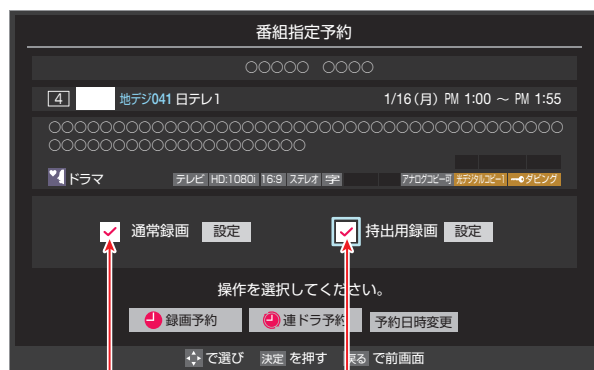 番組指定予約
○○○○○ ○○○○
4 地デジ041 日テレ1 1/16(月) PM 1:00 ～ PM 1:55
○○○○○○○○○○○○○○○○○○○○○○○○○○○○○○○○
○○○○○○○○○○○○○○○○
ドラマ テレビ HD:1080i 16:9 ステレオ 字 アナログコピー可 光デジタルコピー1 ダビング
通常録画 設定 持出用録画 設定
操作を選択してください。
録画予約 連ドラ予約 予約日時変更
で選び 決定 を押す 戻る で前画面